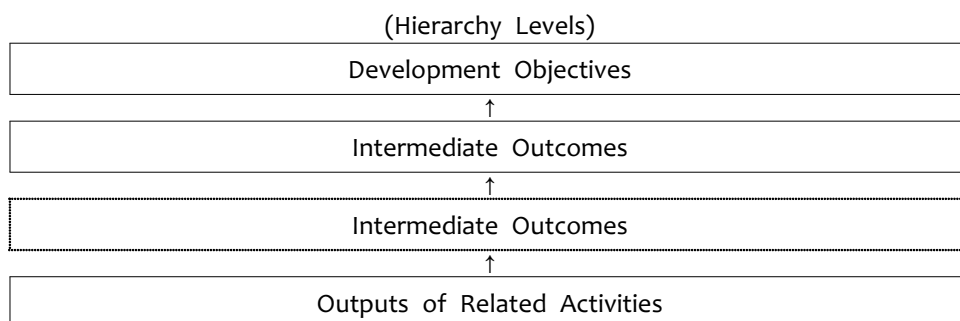 (Hierarchy Levels)
Development Objectives
↑
Intermediate Outcomes
↑
Intermediate Outcomes
↑
Outputs of Related Activities